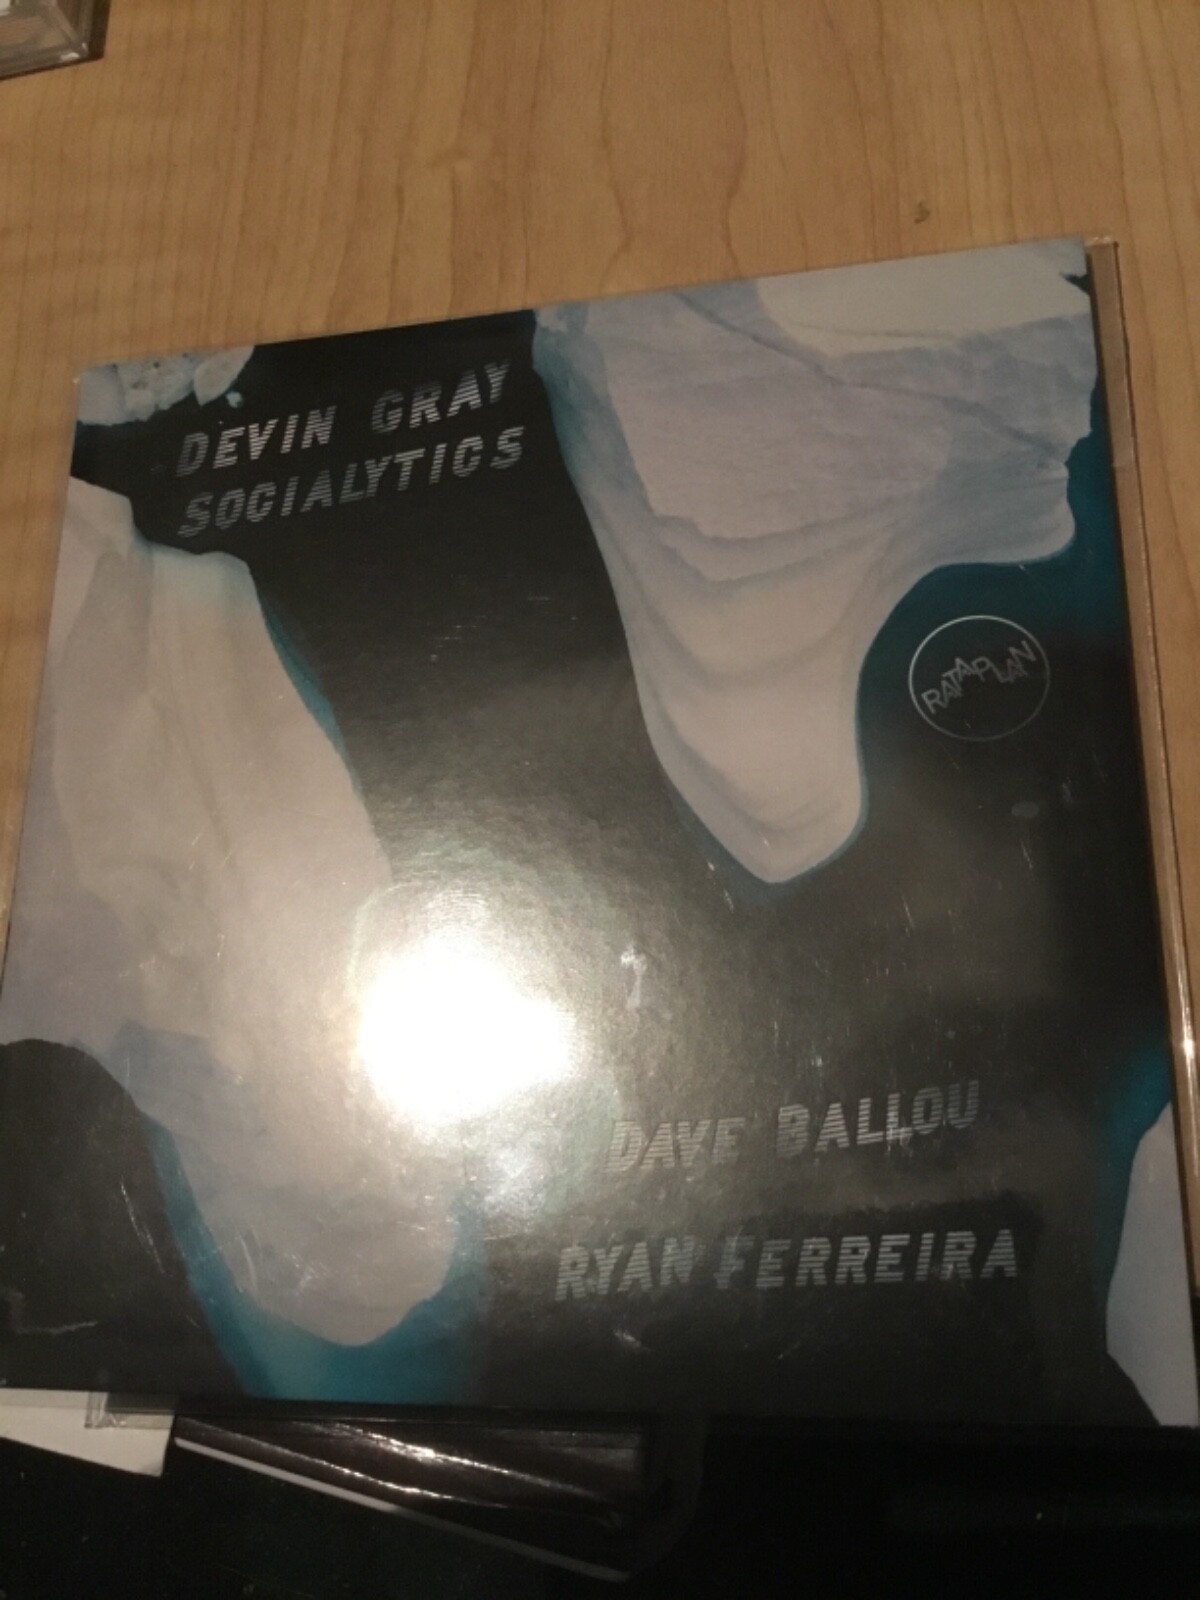 DEVIN GRAY
SOCIALYTICS
RATAPLAN
DAVE BALLOU
RYAN FERREIRA